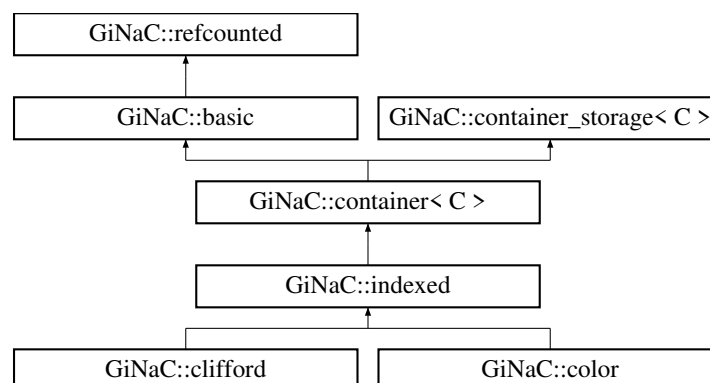 GiNaC::refcounted
GiNaC::basic
GiNaC::container_storage< C >
GiNaC::container< C >
GiNaC::indexed
GiNaC::clifford
GiNaC::color